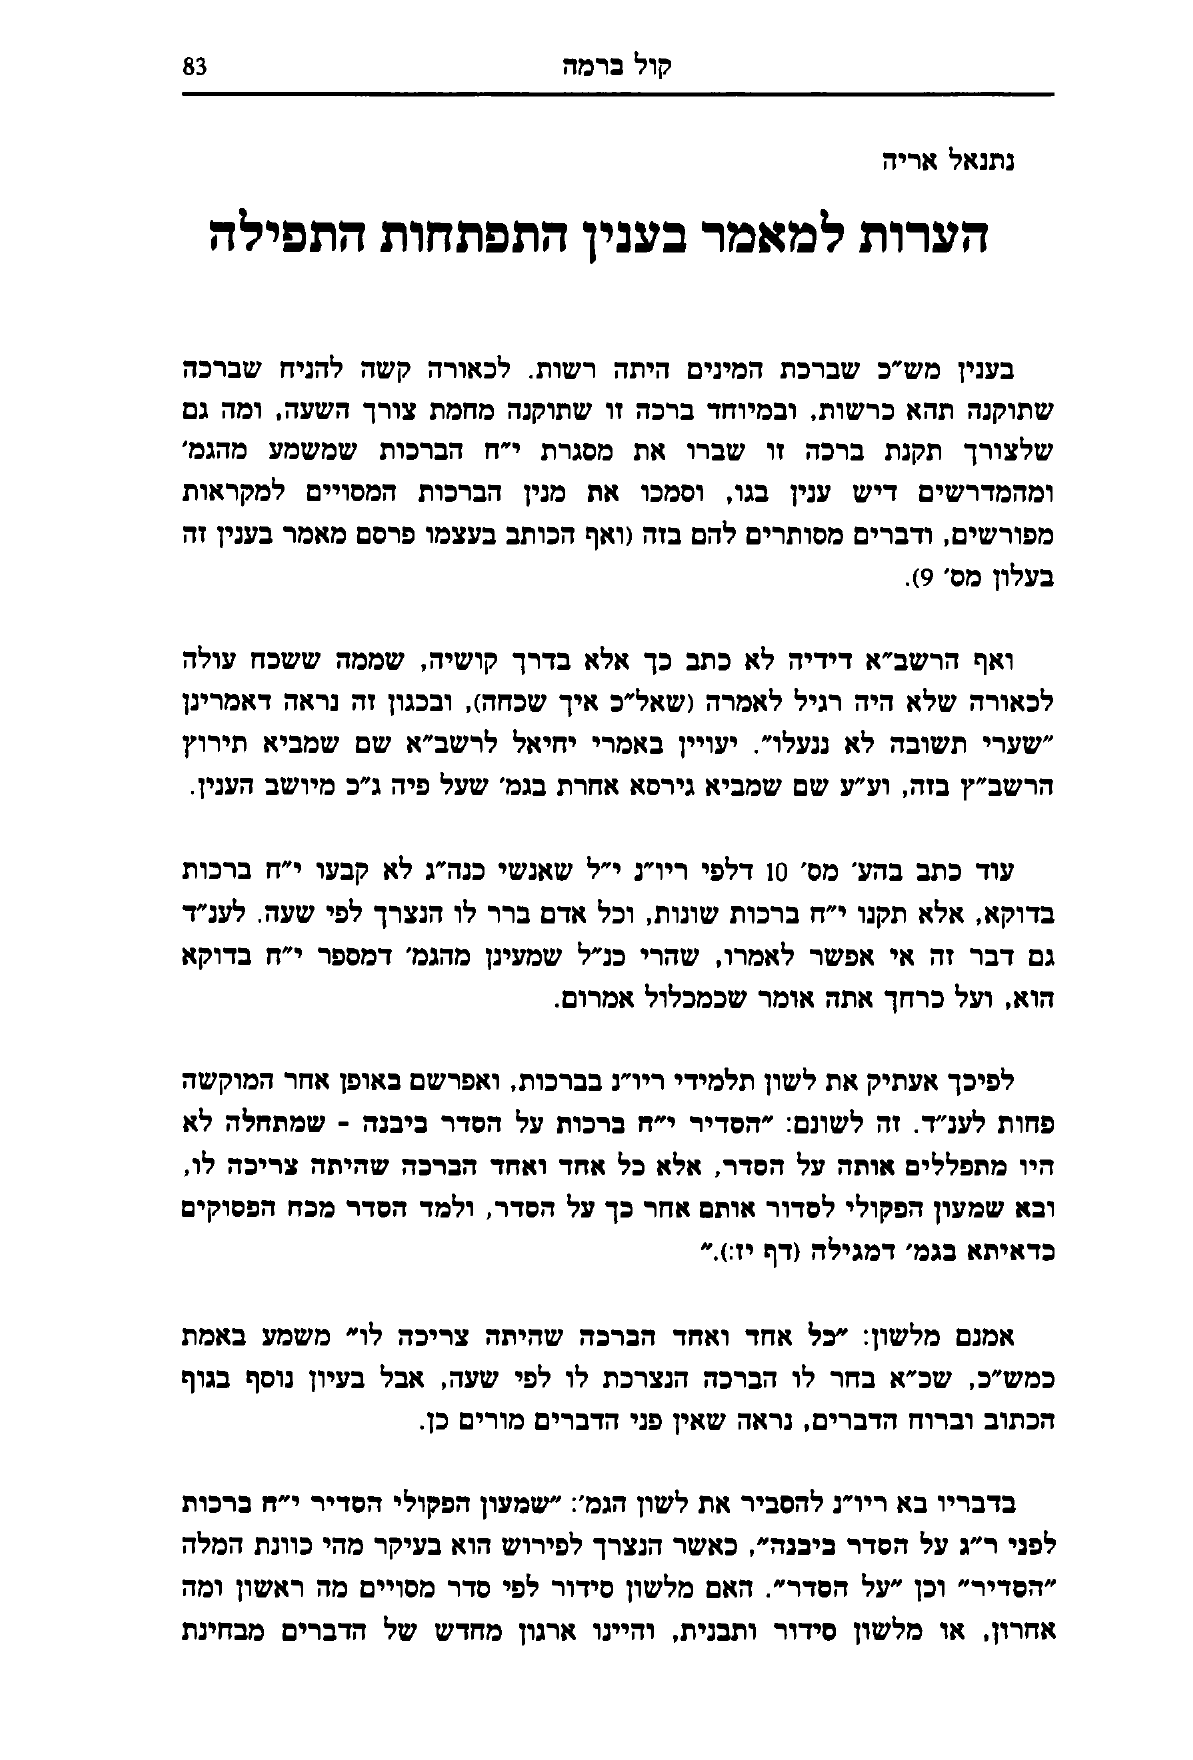 קול ברמה 83
נתנאל אריה
הערות למאמר בענין התפתחות התפילה
בענין מש״כ שברכת המינים היתה רשות. לכאורה קשה להניח שברכה
שתוקנה תהא כרשות, ובמיוחד ברכה זו שתוקנה מחמת צורך השעה, ומה גם
שלצורך תקנת ברכה זו שברו את מסגרת י״ח הברכות שמשמע מהגמ׳
ומהמדרשים דיש ענין בגו, וסמכו את מנין הברכות המסויים למקראות
מפורשים, ודברים מסותרים להם בזה (ואף הכותב בעצמו פרסם מאמר בענין זה
בעלון מס׳ 9).
ואף הרשב״א דידיה לא כתב כך אלא בדרך קושיה, שממה ששכח עולה
לכאורה שלא היה רגיל לאמרה (שאל״כ איך שכחה), ובכגון זה נראה דאמרינן
״שערי תשובה לא ננעלו״. יעויין באמרי יחיאל לרשב״א שם שמביא תירוץ
הרשב״ץ בזה, וע״ע שם שמביא גירסא אחרת בגמ׳ שעל פיה ג״כ מיושב הענין.
עוד כתב בהע׳ מס׳ 10 דלפי ריו״נ י״ל שאנשי כנה״ג לא קבעו י״ח ברכות
בדוקא, אלא תקנו י״ח ברכות שונות, וכל אדם ברר לו הנצרך לפי שעה. לענ״ד
גם דבר זה אי אפשר לאמרו, שהרי כנ״ל שמעינן מהגמ׳ דמספר י״ח בדוקא
הוא, ועל כרחך אתה אומר שכמכלול אמרום.
לפיכך אעתיק את לשון תלמידי ריו״נ בברכות, ואפרשם באופן אחר המוקשה
פחות לענ״ד. זה לשונם: ״הסדיר י״ח ברכות על הסדר ביבנה - שמתחלה לא
היו מתפללים אותה על הסדר, אלא כל אחד ואחד הברכה שהיתה צריכה לו,
ובא שמעון הפקולי לסדור אותם אחר כך על הסדר, ולמד הסדר מכח הפסוקים
כדאיתא בגמ׳ דמגילה (דף יז:).״
אמנם מלשון: ״כל אחד ואחד הברכה שהיתה צריכה לו״ משמע באמת
כמש״כ, שכ״א בחר לו הברכה הנצרכת לו לפי שעה, אבל בעיון נוסף בגוף
הכתוב וברוח הדברים, נראה שאין פני הדברים מורים כן.
בדבריו בא ריו״נ להסביר את לשון הגמ׳: ״שמעון הפקולי הסדיר י״ח ברכות
לפני ר״ג על הסדר ביבנה״, כאשר הנצרך לפירוש הוא בעיקר מהי כוונת המלה
״הסדיר״ וכן ״על הסדר״. האם מלשון סידור לפי סדר מסויים מה ראשון ומה
אחרון, או מלשון סידור ותבנית, והיינו ארגון מחדש של הדברים מבחינת